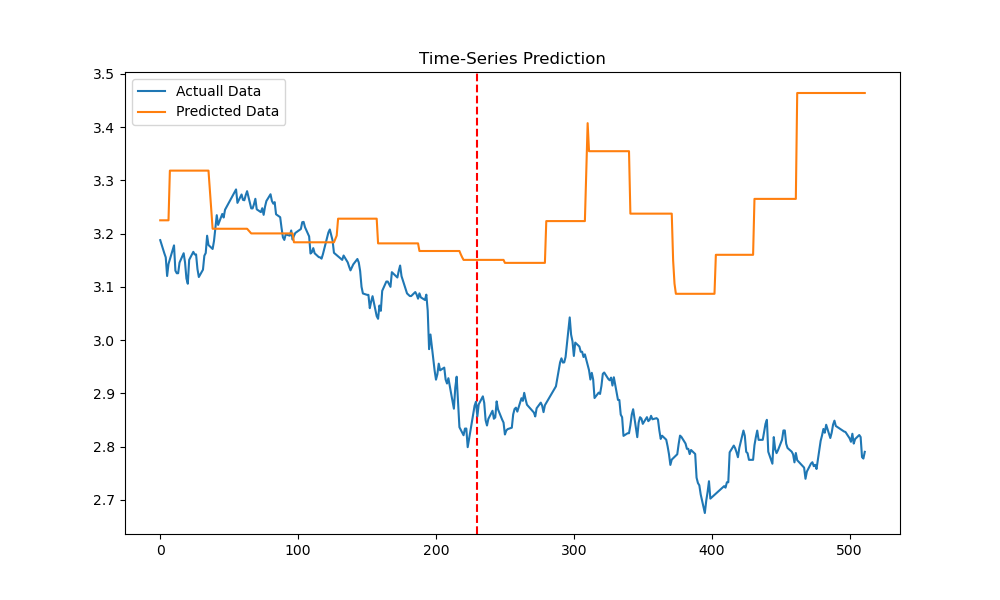 Time-Series Prediction
Actuall Data
Predicted Data
3.5
3.4
3.3
3.2
3.1
3.0
2.9
2.8
2.7
0 100 200 300 400 500